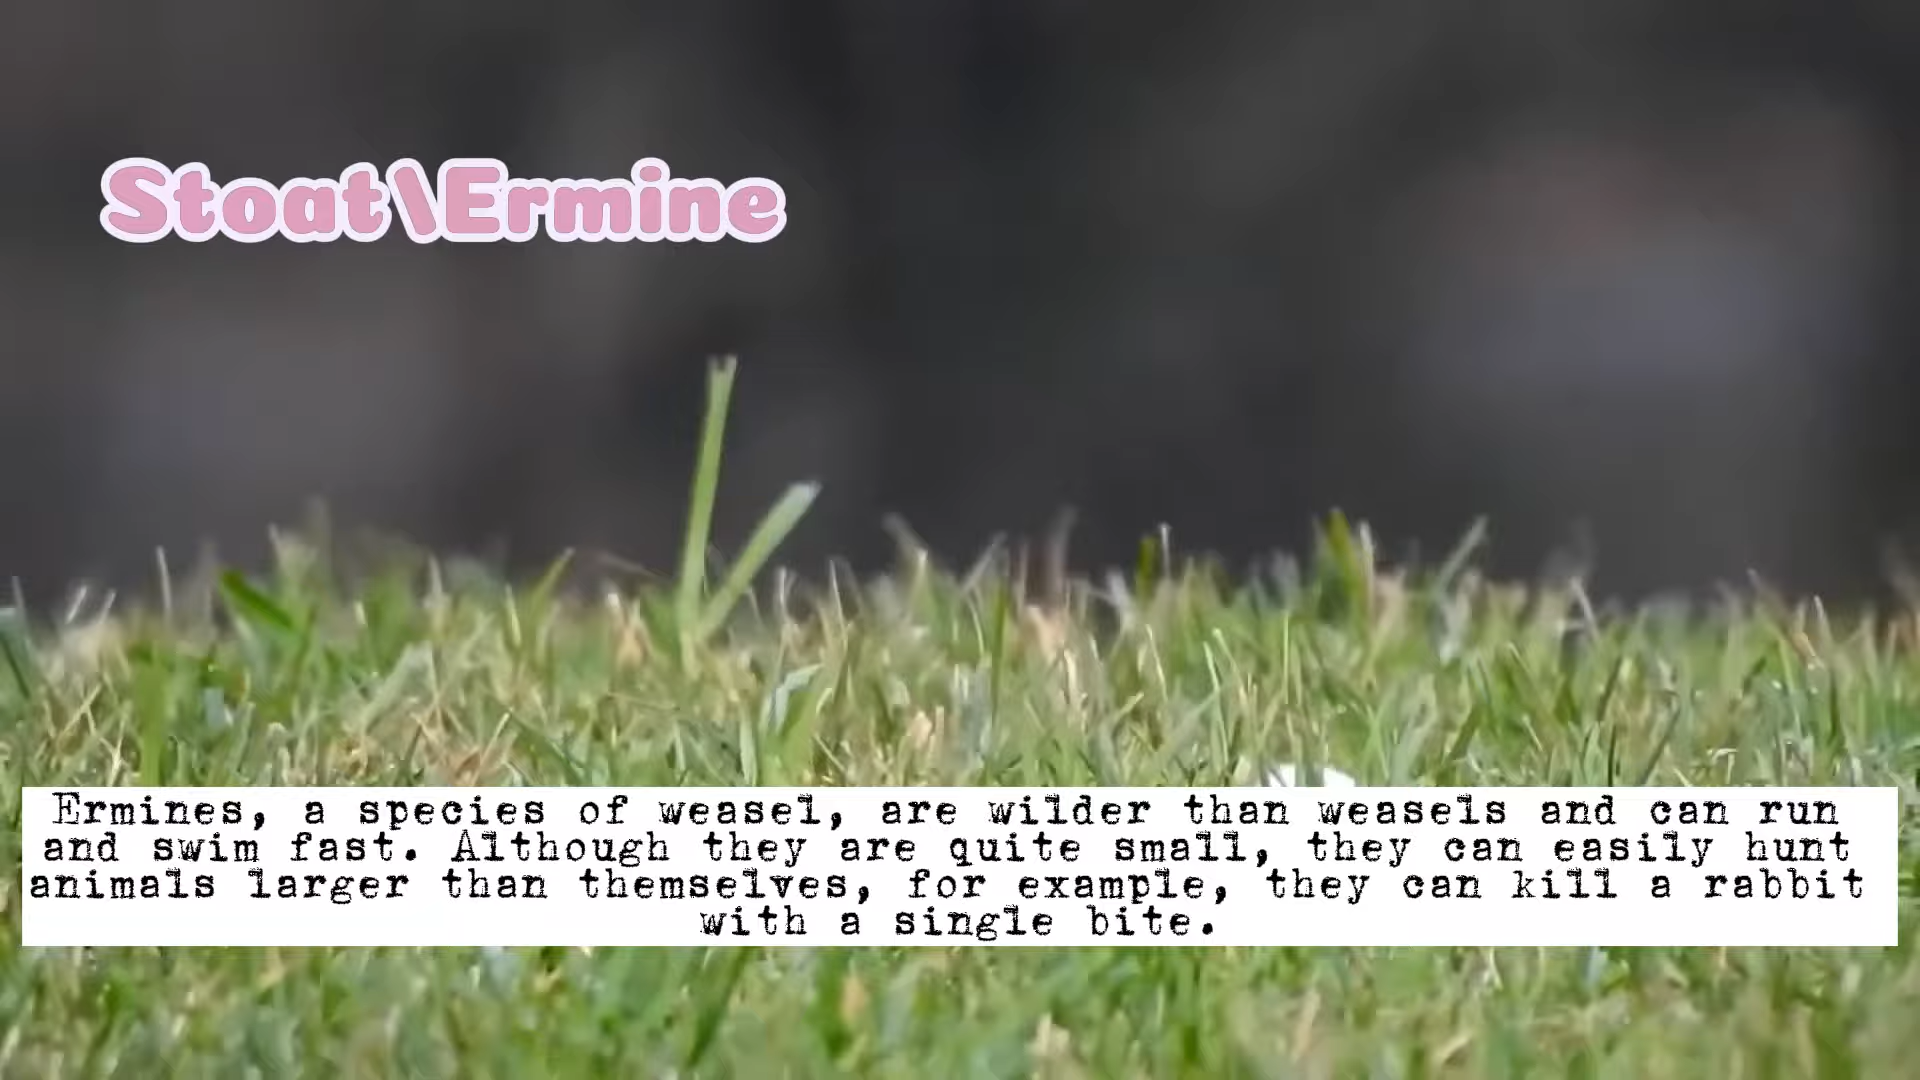 Stoat\Ermine
Ermines, a species of weasel, are wilder than weasels and can run
and swim fast. Although they are quite small, they can easily hunt
animals larger than themselves, for example, they can kill a rabbit
with a single bite.